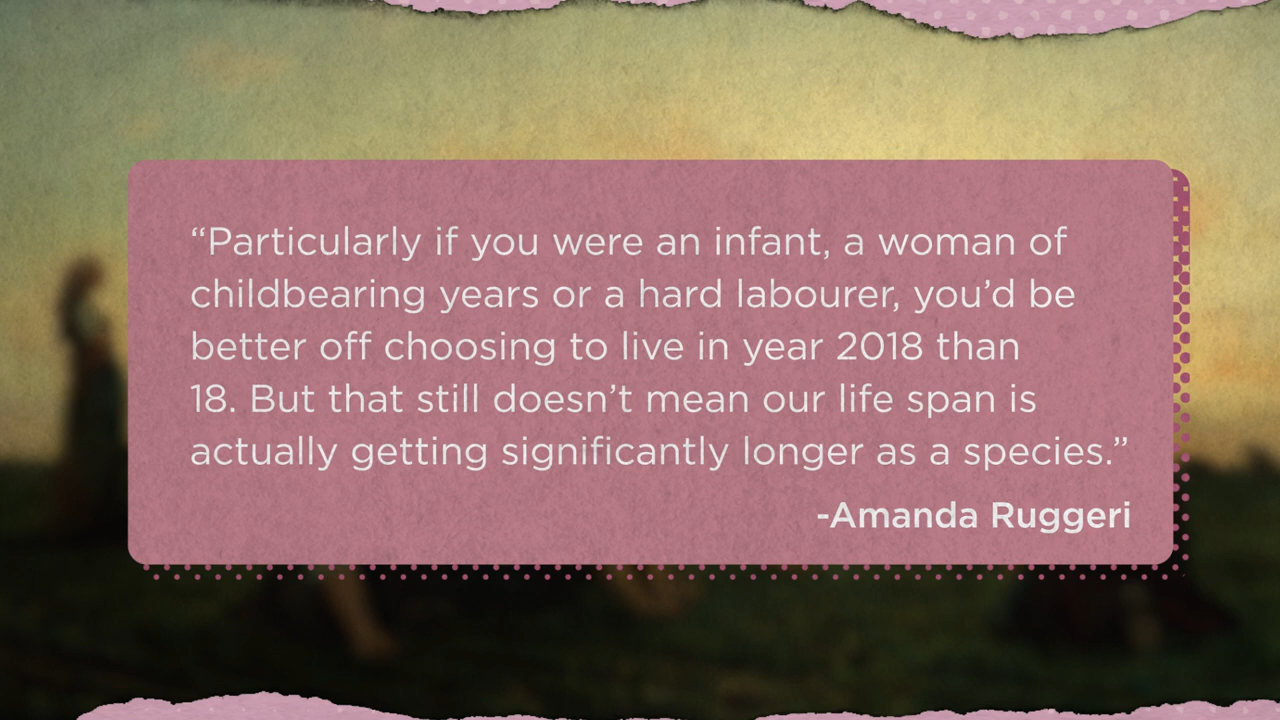 “Particularly if you were an infant, a woman of
childbearing years or a hard labourer, you’d be
better off choosing to live in year 2018 than
18. But that still doesn’t mean our life span is
actually getting significantly longer as a species.”
-Amanda Ruggeri